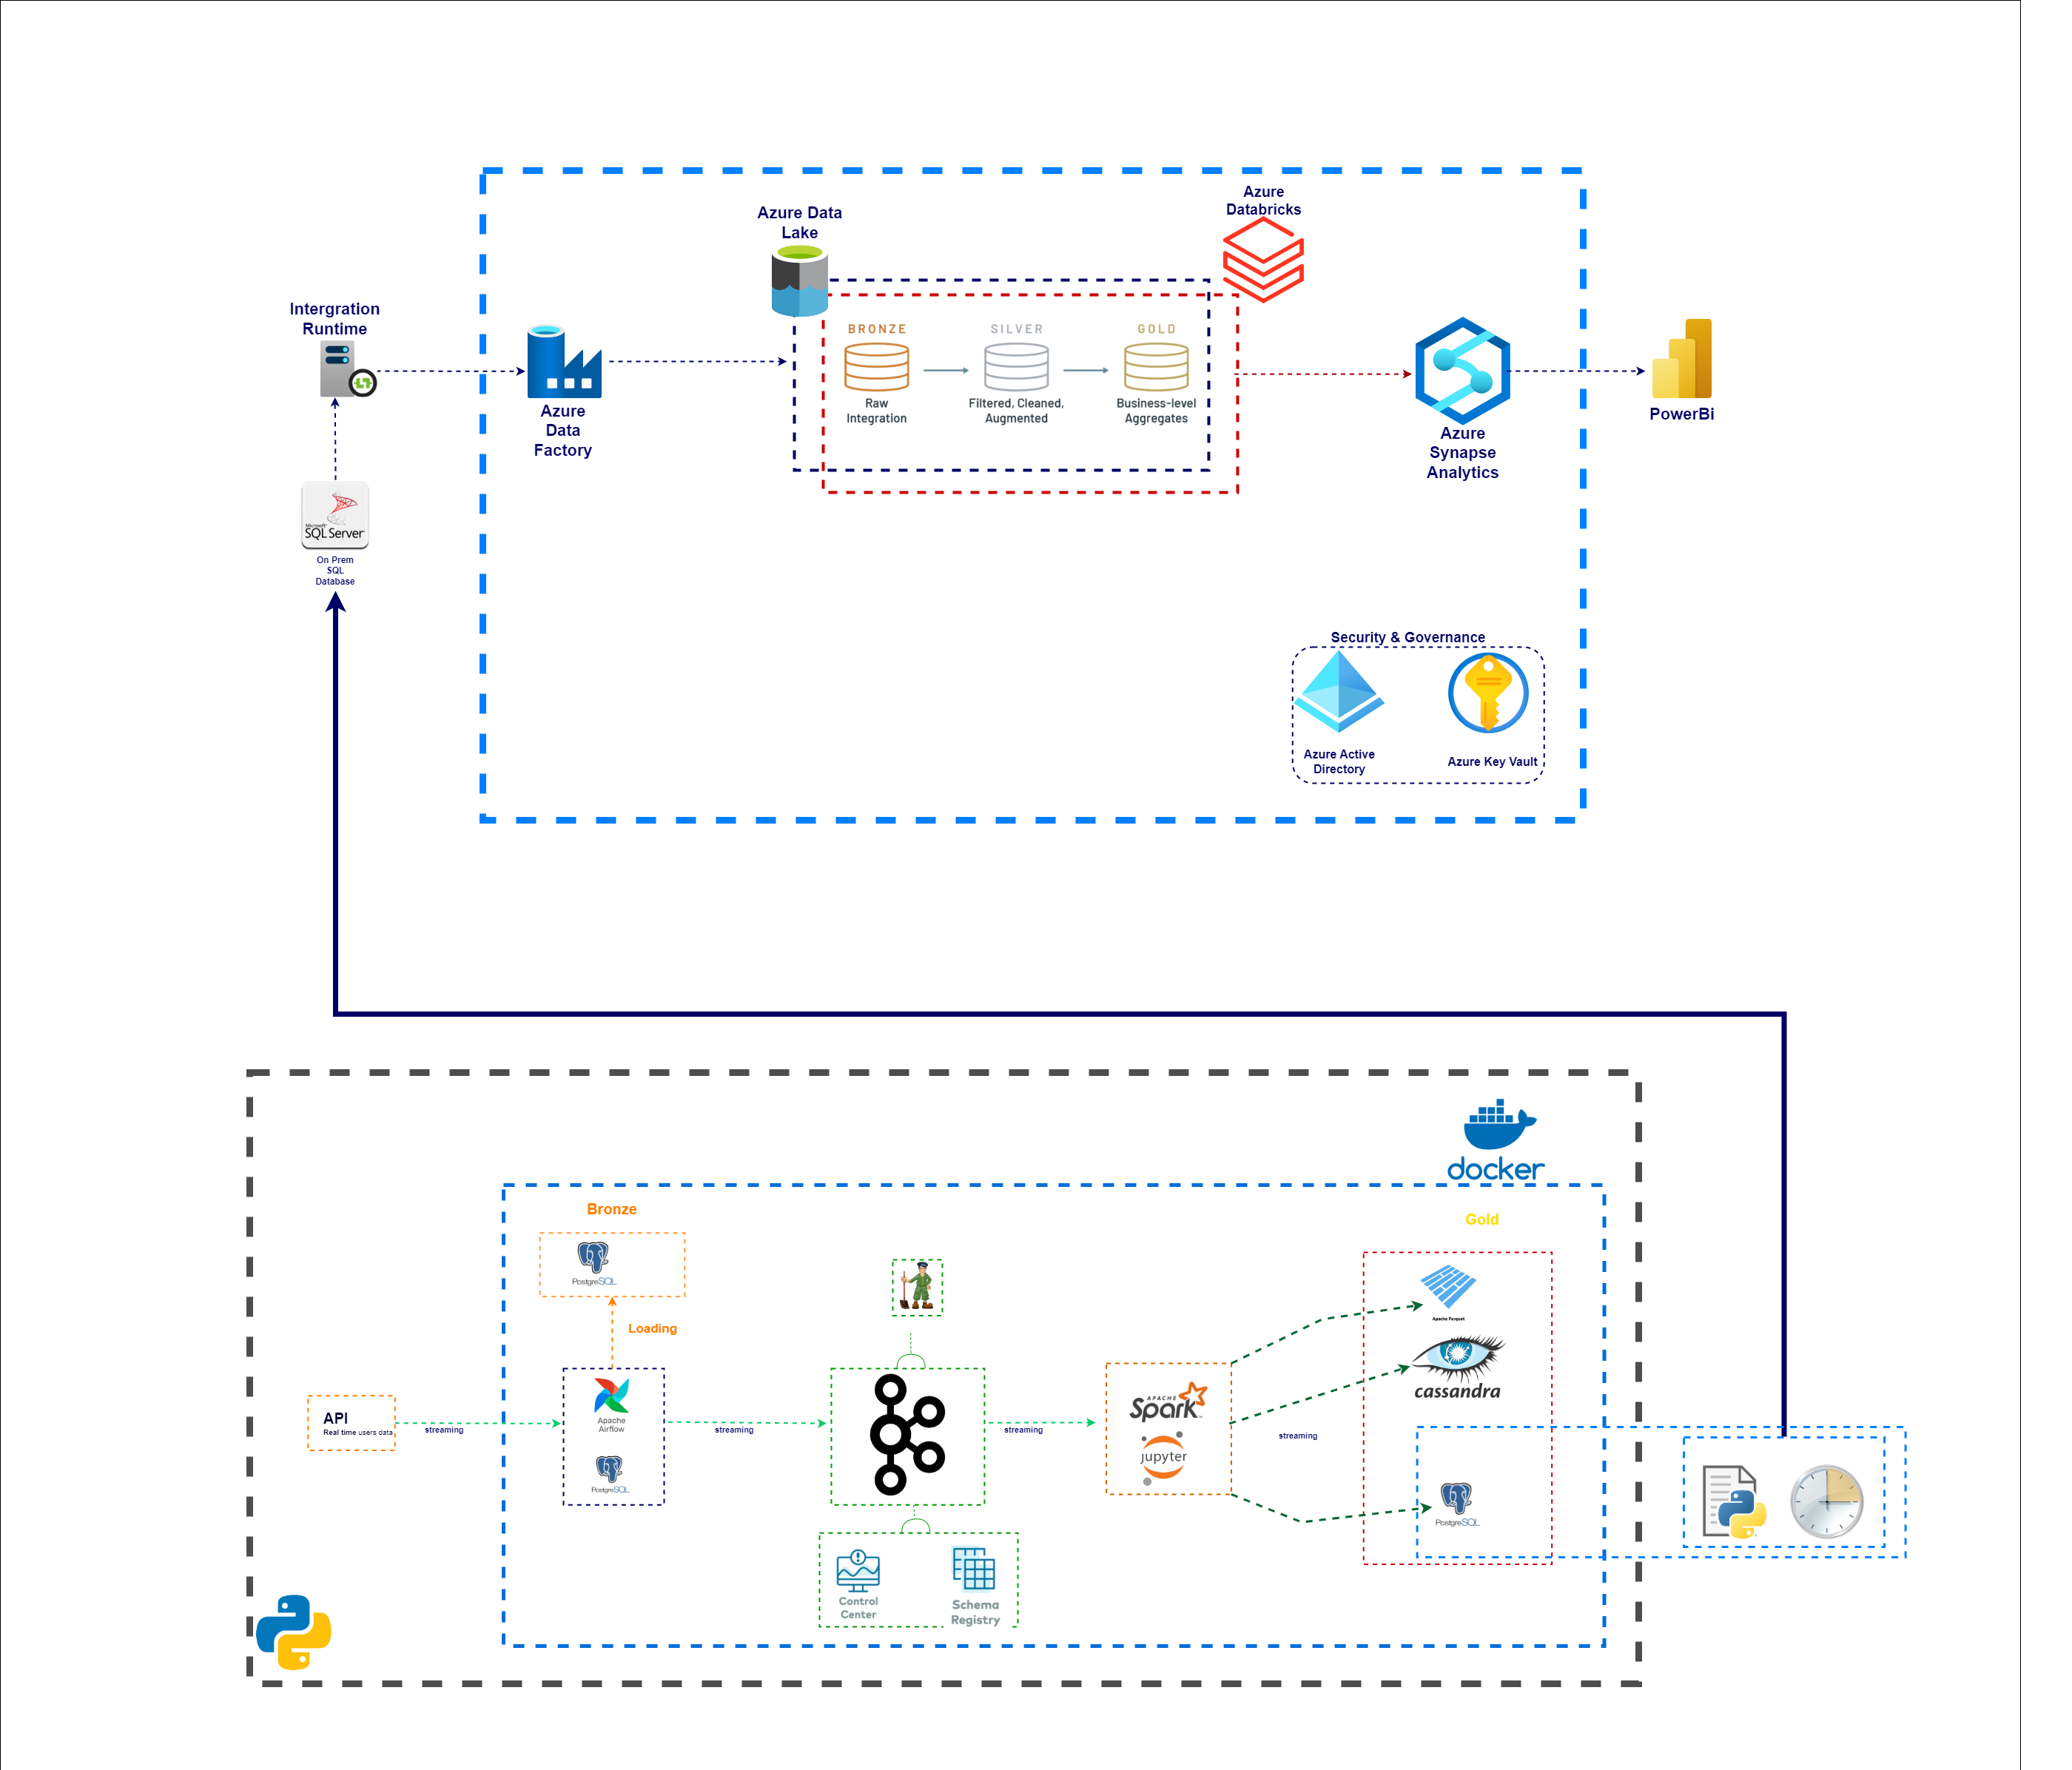 Azure
Databricks
Azure Data
Lake
Intergration
Runtime
BRONZE
SILVER
GOLD
Raw
Integration
Filtered, Cleaned,
Augmented
Business-level
Aggregates
Azure
Data
Factory
Azure
Synapse
Analytics
PowerBi
Microsoft
SQL Server
On Prem
SQL
Database
Security & Governance
Azure Active
Directory
Azure Key Vault
docker
Bronze
Gold
PostgreSQL
Loading
Apache Parquet
cassandra
API
Real time users data
streaming
Apache
Airflow
PostgreSQL
streaming
streaming
APACHE
Spark
jupyter
streaming
PostgreSQL
Control
Center
Schema
Registry